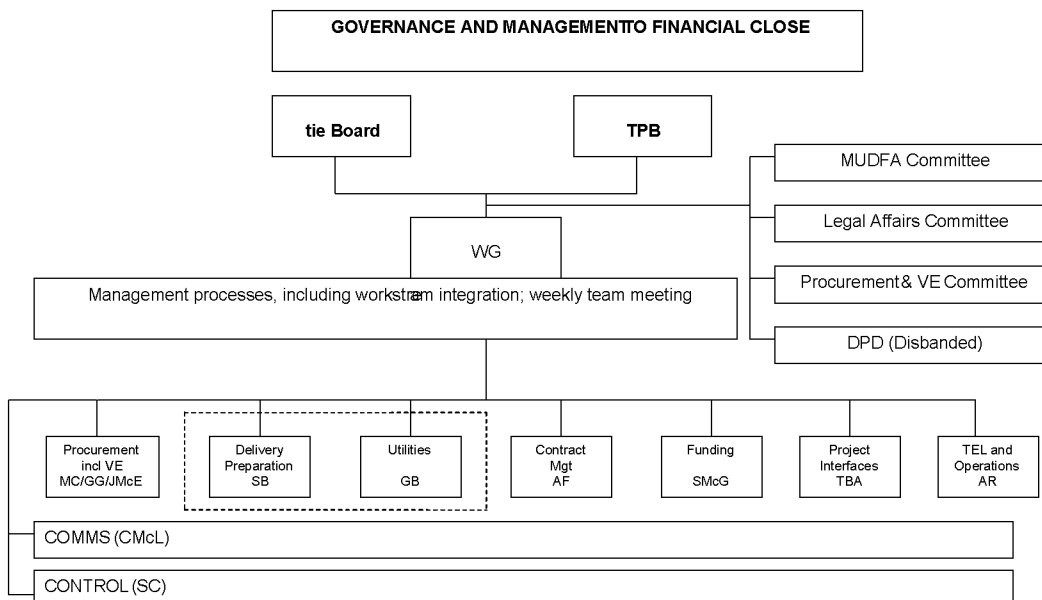 GOVERNANCE AND MANAGEMENT TO FINANCIAL CLOSE
tie Board
TPB
MUDFA Committee
Legal Affairs Committee
WG
Procurement & VE Committee
Management processes, including workstream integration; weekly team meeting
DPD (Disbanded)
Procurement
incl VE
MC/GG/JMcE
Delivery
Preparation
SB
Utilities
GB
Contract
Mgt
AF
Funding
SMcG
Project
Interfaces
TBA
TEL and
Operations
AR
COMMS (CMcL)
CONTROL (SC)